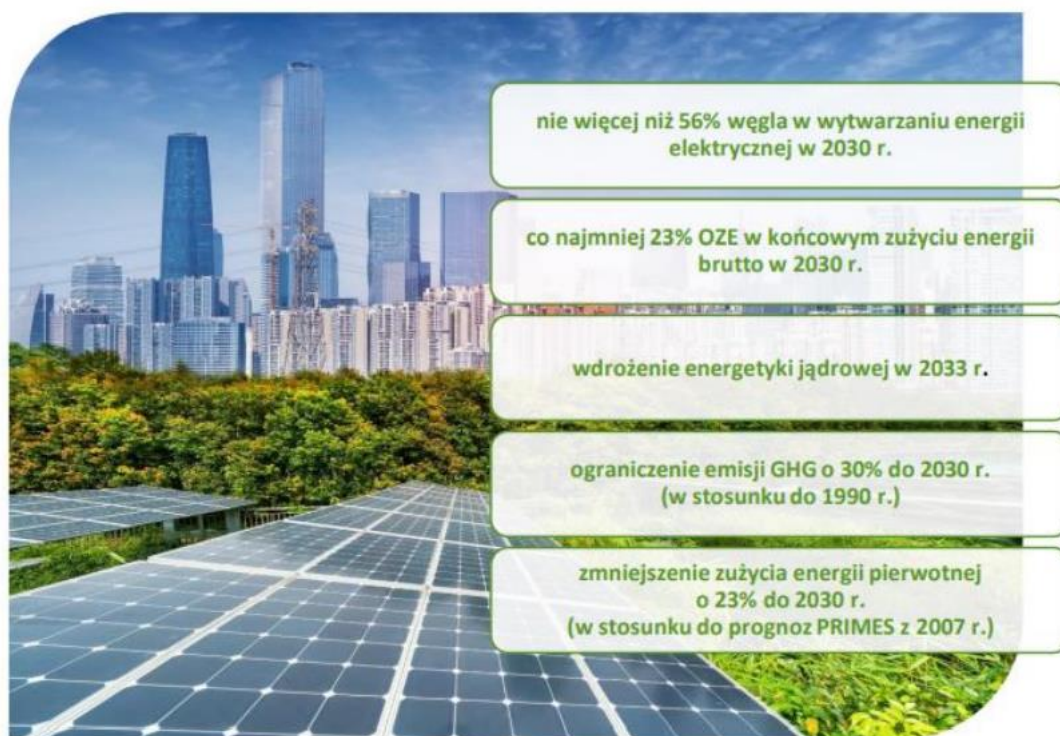 nie więcej niż 56% węgla w wytwarzaniu energii
elektrycznej w 2030 r.
co najmniej 23% OZE w końcowym zużyciu energii
brutto w 2030 r.
wdrożenie energetyki jądrowej w 2033 r.
ograniczenie emisji GHG o 30% do 2030 r.
(w stosunku do 1990 r.)
zmniejszenie zużycia energii pierwotnej
o 23% do 2030 r.
(w stosunku do prognoz PRIMES z 2007 r.)